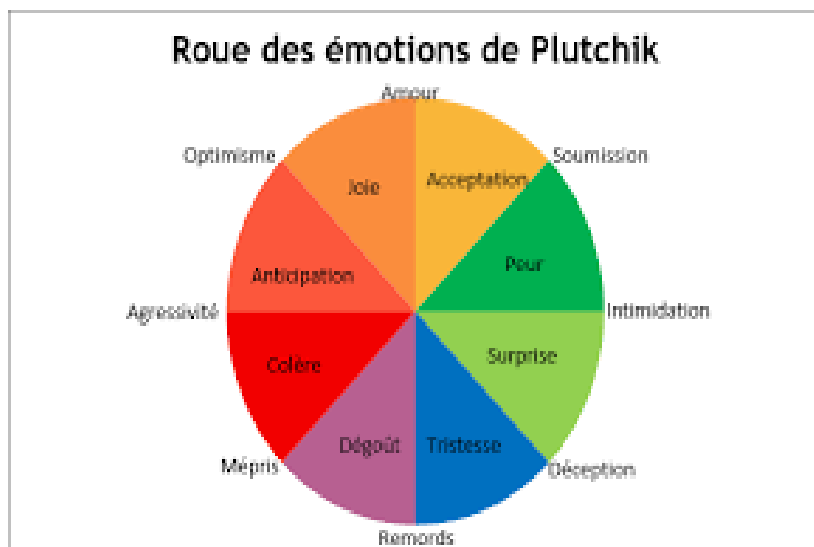 Roue des émotions de Plutchik
Amour
Optimisme
Soumission
Joie
Acceptation
Anticipation
Peur
Agressivité
Intimidation
Colère
Surprise
Dégoût
Tristesse
Mépris
Déception
Remords